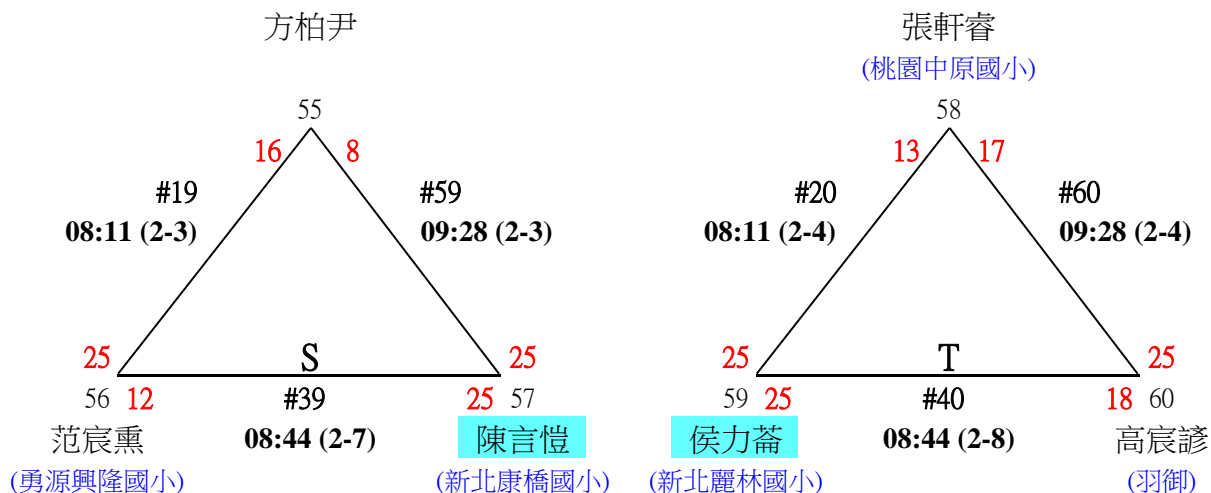 方柏尹 張軒睿
(桃園中原國小)
55 58
16 8 13 17
#19 #59 #20 #60
08:11 (2-3) 09:28 (2-3) 08:11 (2-4) 09:28 (2-4)
25 S 25 25 T 25
56 12 #39 25 57 59 25 #40 18 60
范宸熏 08:44 (2-7) 陳言愷 侯力菕 08:44 (2-8) 高宸諺
(勇源興隆國小) (新北康橋國小) (新北麗林國小) (羽御)